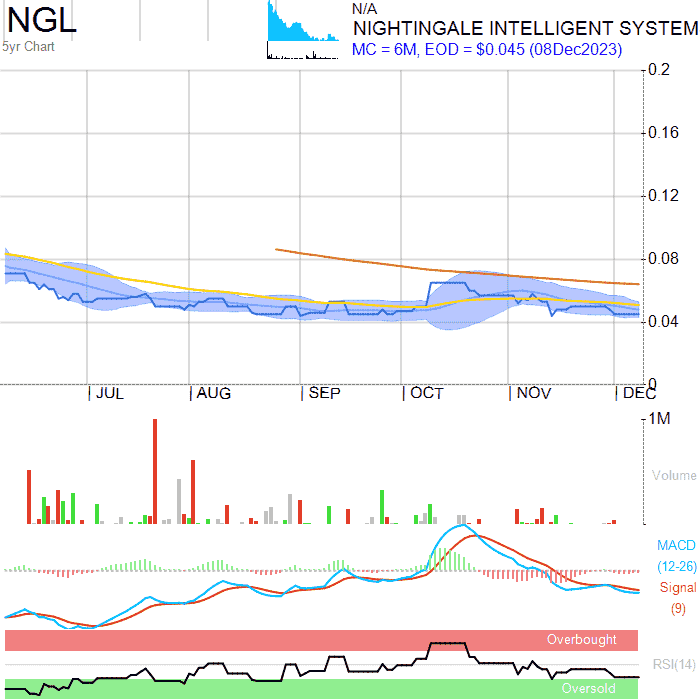 NGL
5yr Chart
N/A
NIGHTINGALE INTELLIGENT SYSTEM
MC = 6M, EOD = $0.045 (08Dec2023)
0.2
0.16
0.12
0.08
0.04
0
JUL AUG SEP OCT NOV DEC
1M
Volume
MACD
(12-26)
Signal
(9)
Overbought
RSI(14)
Oversold